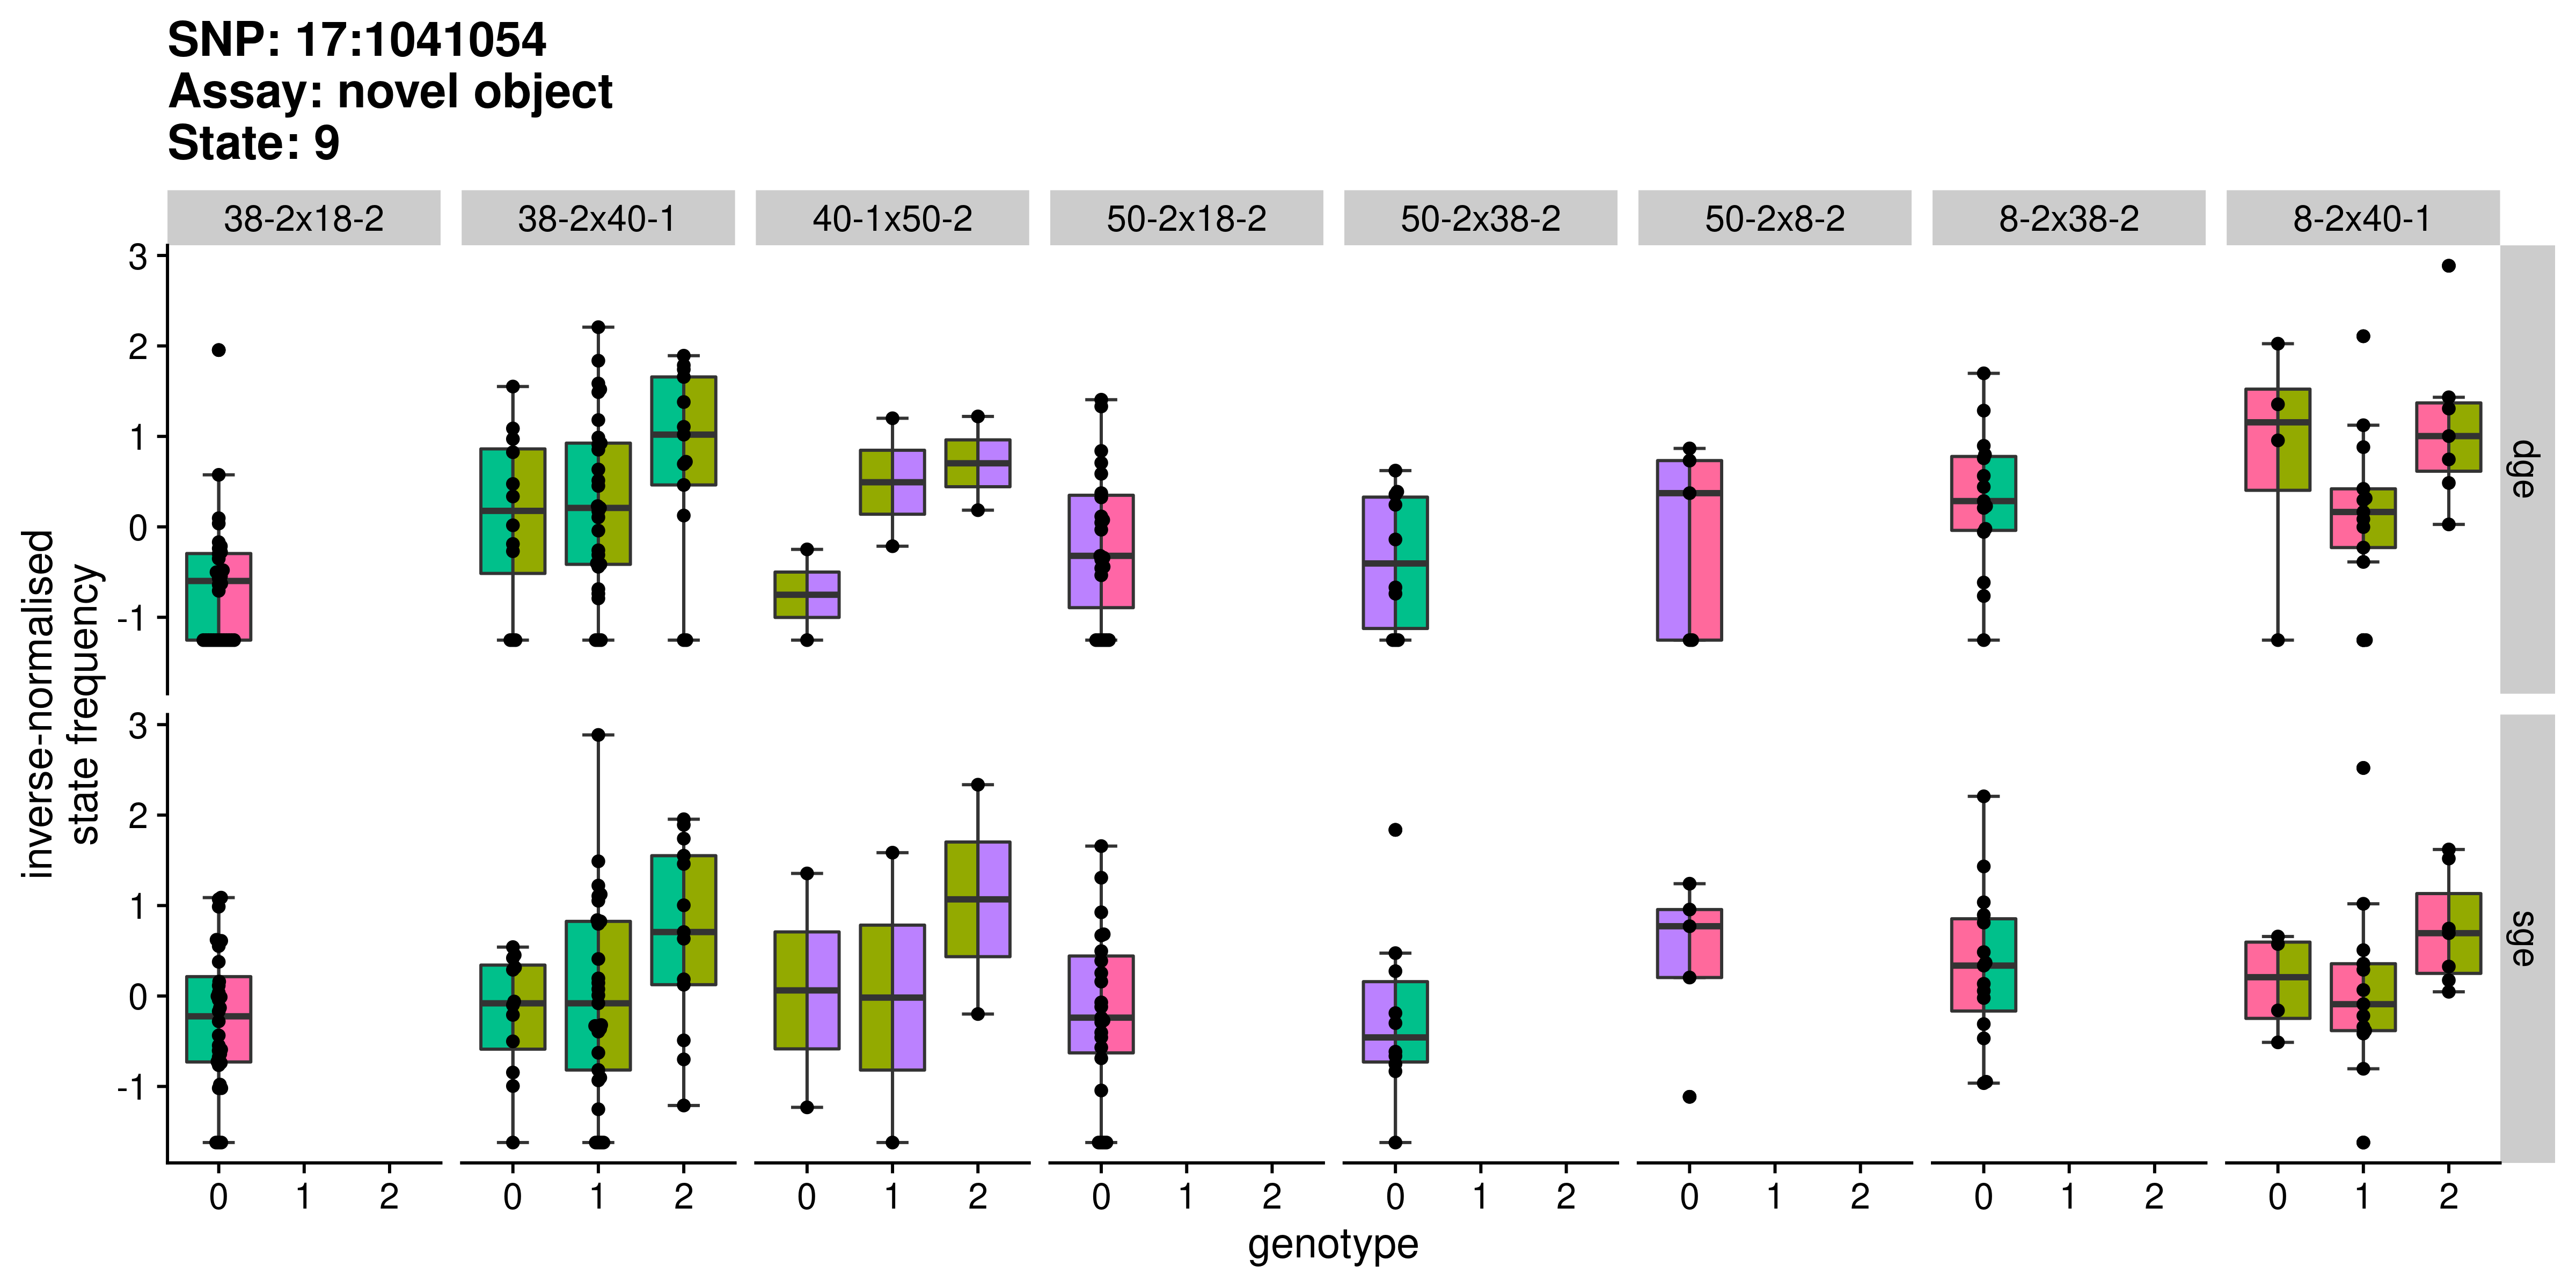 SNP: 17:1041054
Assay: novel object
State: 9
38-2x18-2 38-2x40-1 40-1x50-2 50-2x18-2 50-2x38-2 50-2x8-2 8-2x38-2 8-2x40-1
3
2
1
0
-1
dge
3
2
1
0
-1
sge
inverse-normalised
state frequency
0 1 2 0 1 2 0 1 2 0 1 2 0 1 2 0 1 2 0 1 2 0 1 2
genotype